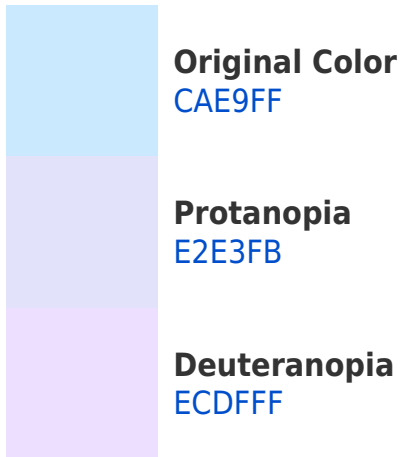 Original Color
CAE9FF
Protanopia
E2E3FB
Deuteranopia
ECDFFF